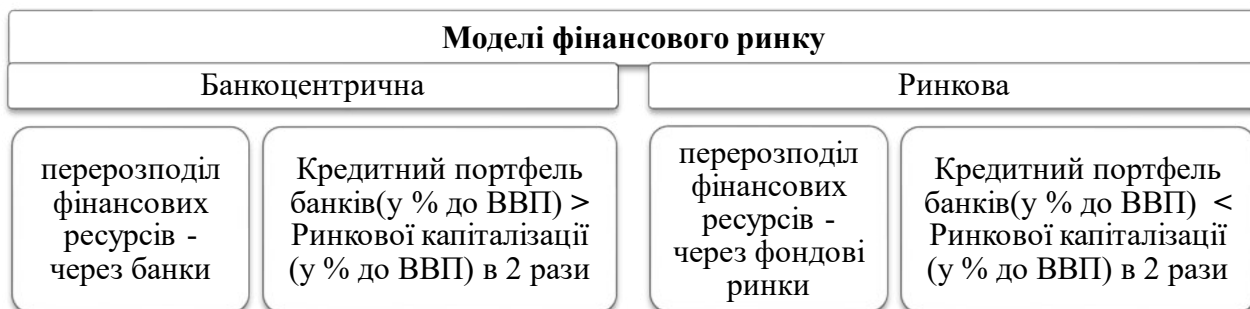 Моделі фінансового ринку
Банкоцентрична
Ринкова
перерозподіл
фінансових
ресурсів -
через банки
Кредитний портфель
банків(у % до ВВП) >
Ринкової капіталізації
(у % до ВВП) в 2 рази
перерозподіл
фінансових
ресурсів -
через фондові
ринки
Кредитний портфель
банків(у % до ВВП) <
Ринкової капіталізації
(у % до ВВП) в 2 рази